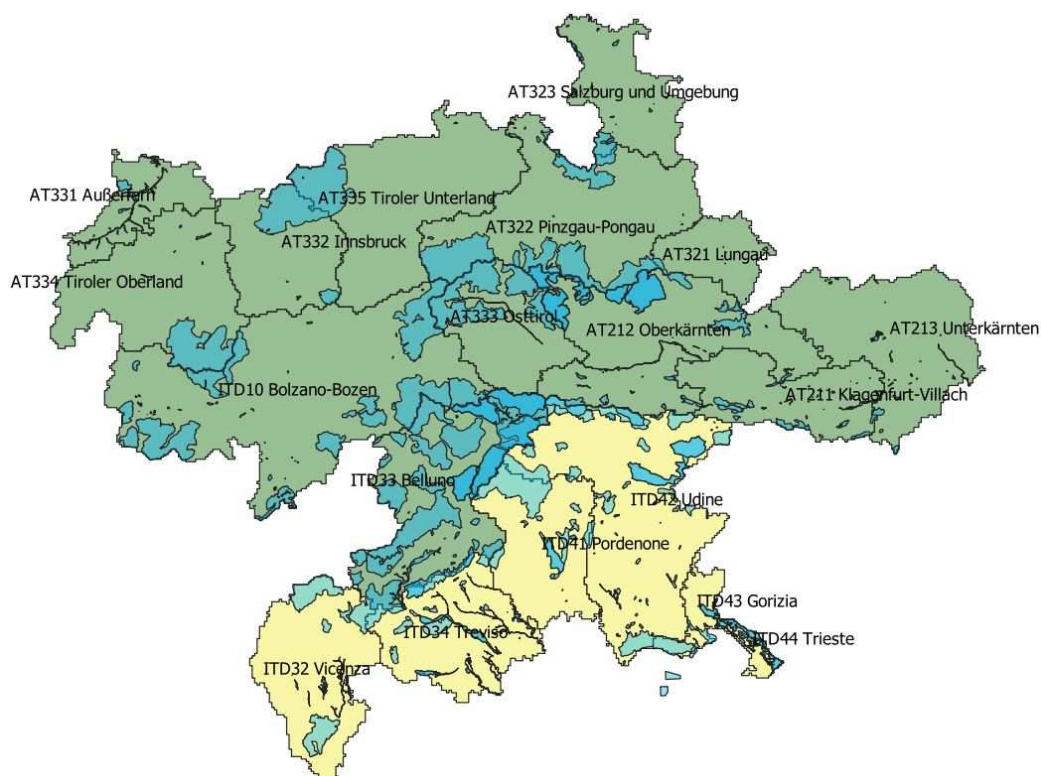 AT323 Salzburg und Umgebung
AT331 Außerfern
AT335 Tiroler Unterland
AT322 Pinzgau-Pongau
AT332 Innsbruck
AT321 Lungau
AT334 Tiroler Oberland
AT333 Osttirol
AT212 Oberkärnten
AT213 Unterkärnten
ITD10 Bolzano-Bozen
AT211 Klagenfurt-Villach
ITD33 Belluno
ITD42 Udine
ITD41 Pordenone
ITD43 Gorizia
ITD34 Treviso
ITD44 Trieste
ITD32 Vicenza